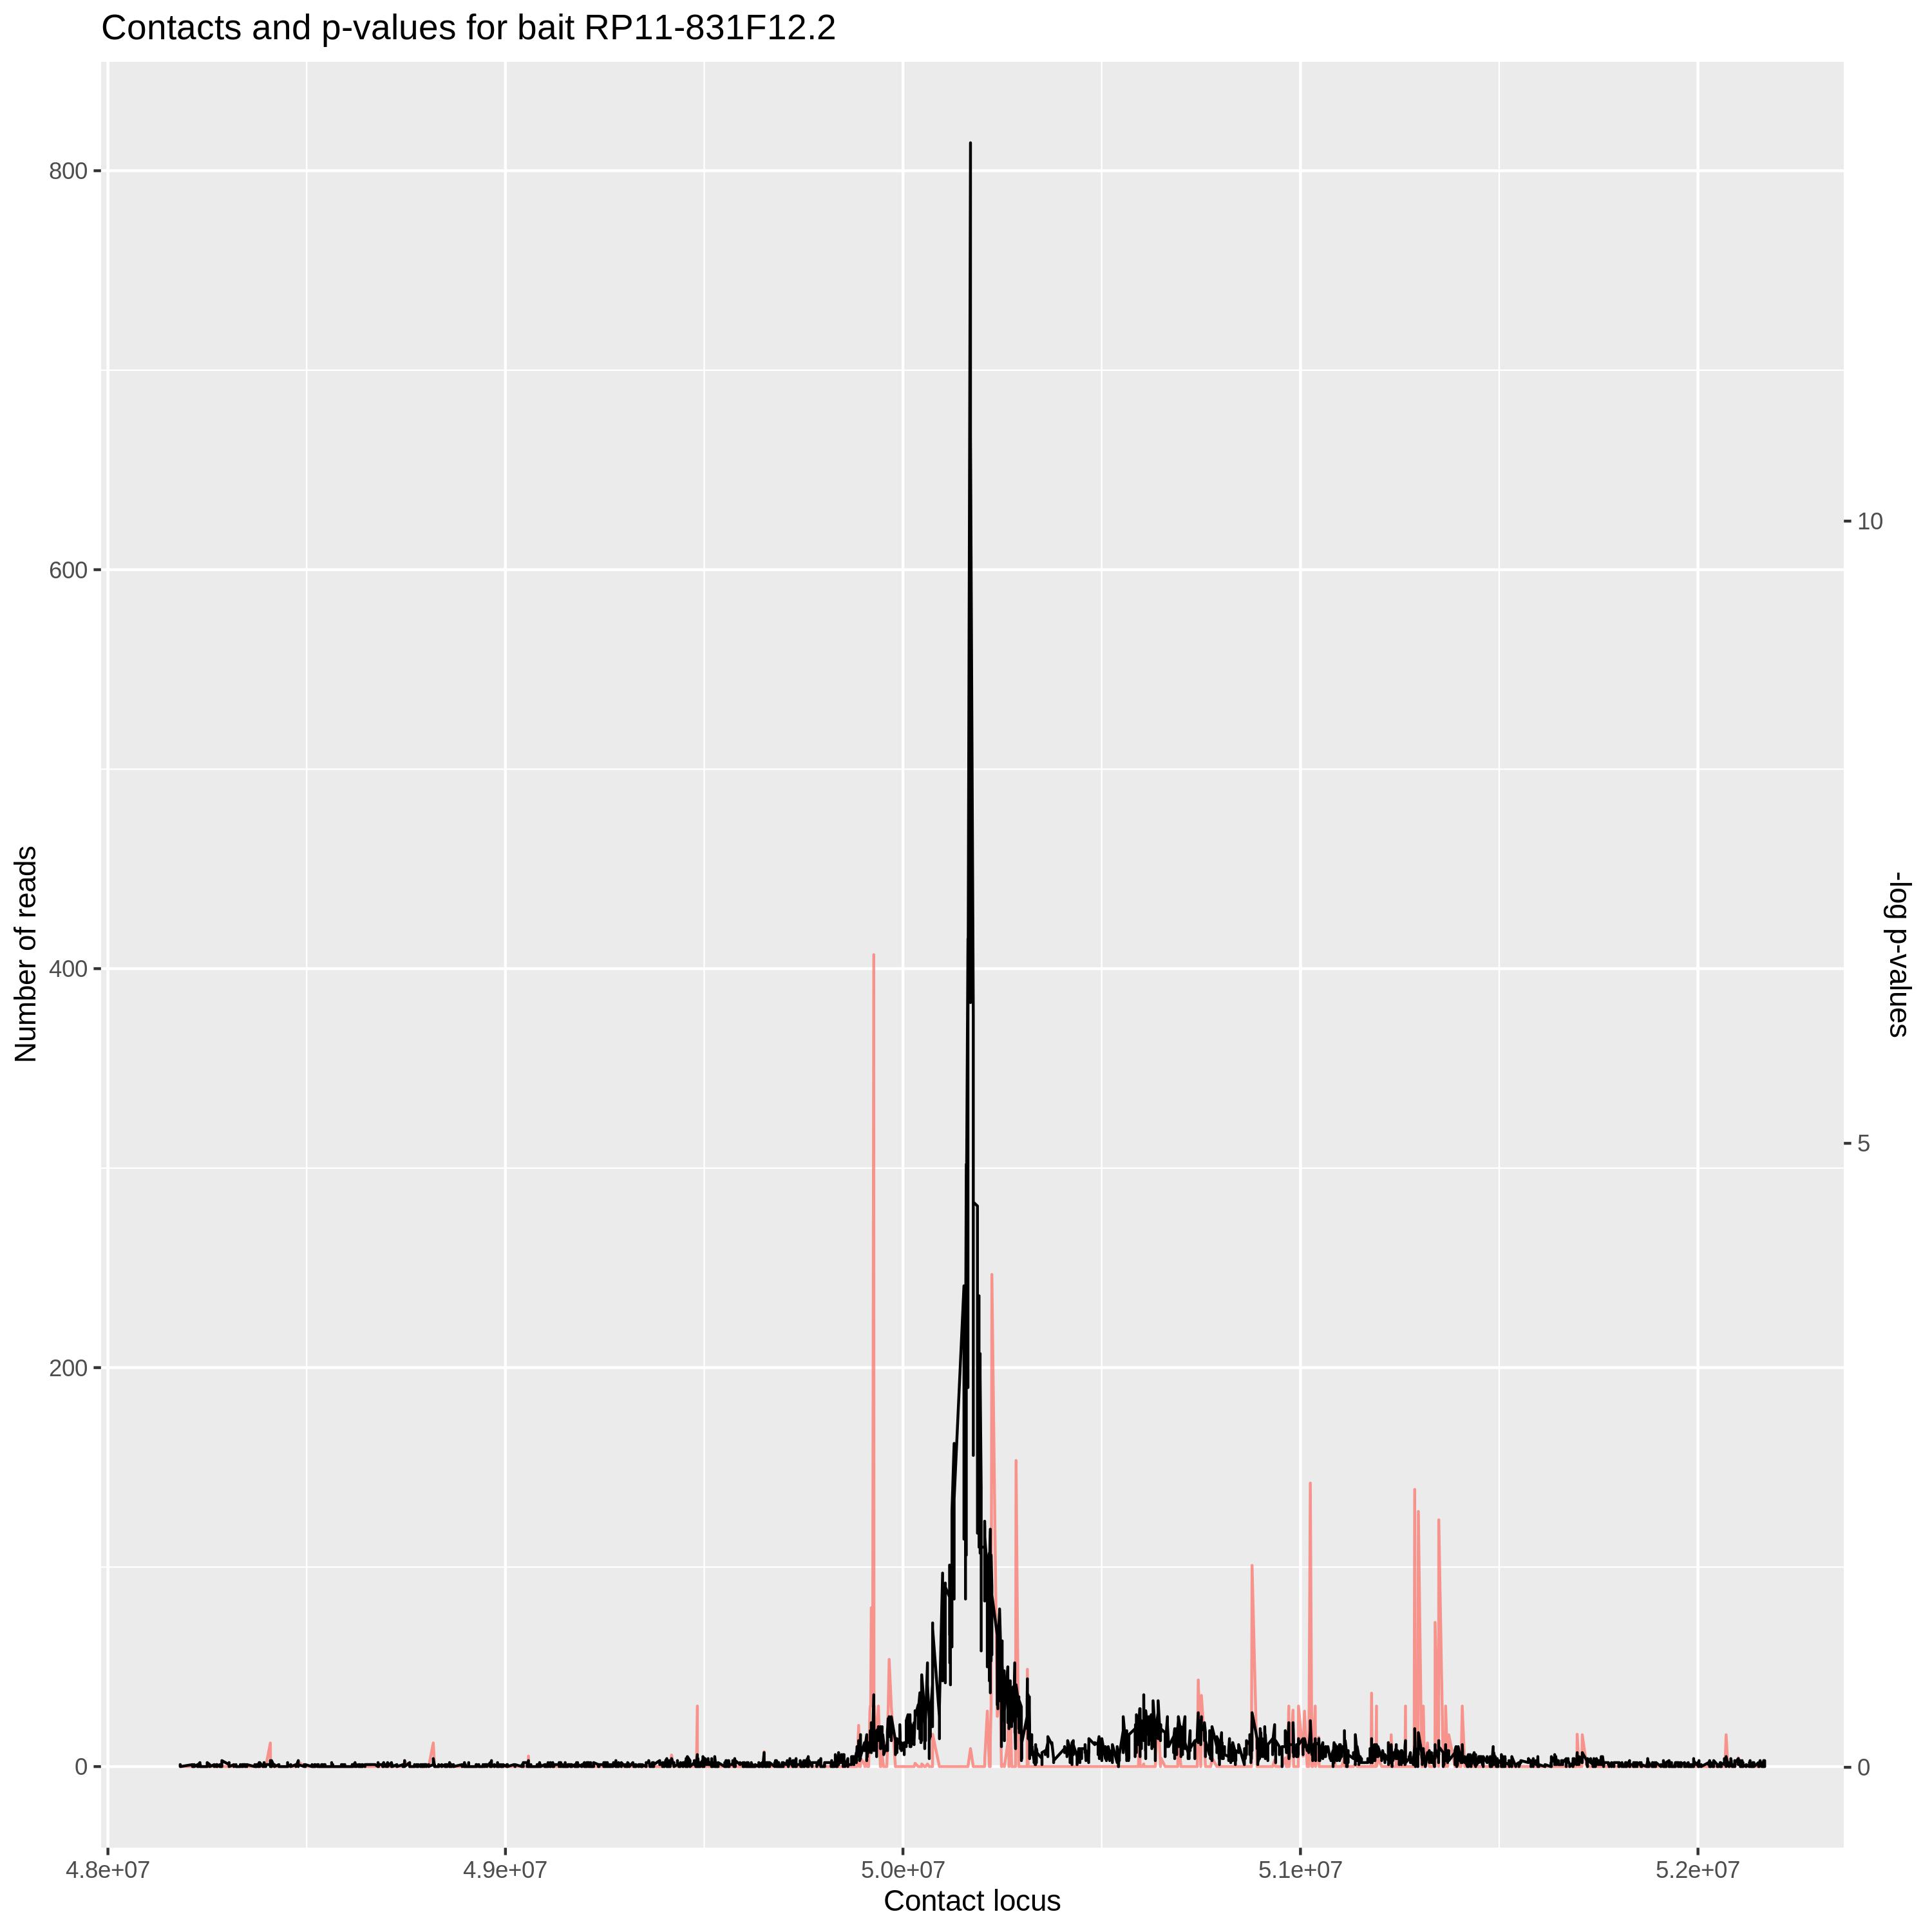 Contacts and p-values for bait RP11-831F12.2
800
600
400
200
0
Number of reads
10
5
0
-log p-values
4.8e+07 4.9e+07 5.0e+07 5.1e+07 5.2e+07
Contact locus